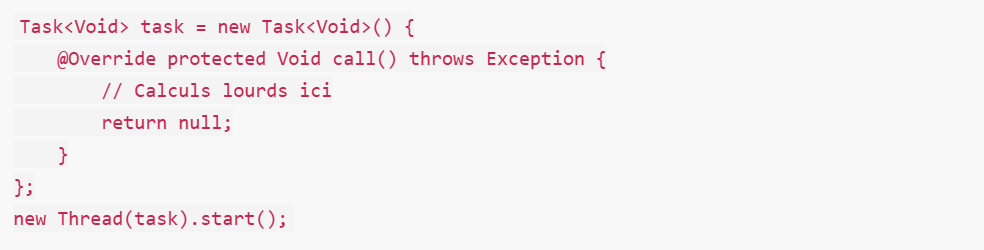 Task<Void> task = new Task<Void>() {
    @Override protected Void call() throws Exception {
        // Calculs lourds ici
        return null;
    }
};
new Thread(task).start();